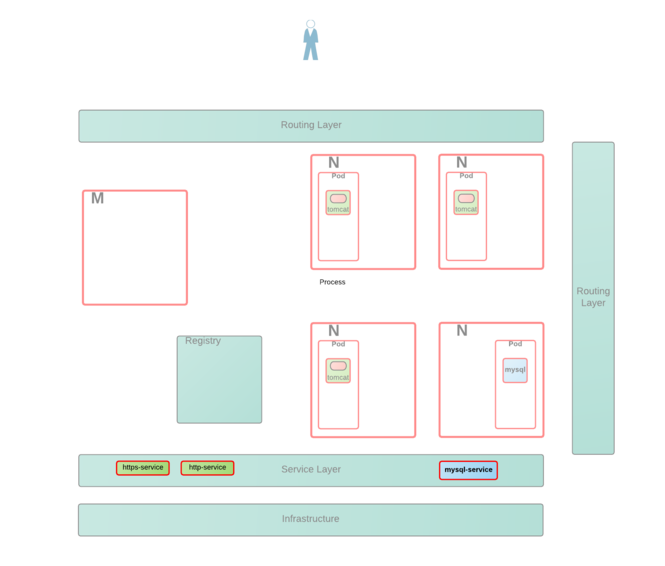 Routing Layer
N
Pod
tomcat
N
Pod
tomcat
M
Process
Routing
Layer
N
Pod
tomcat
N
Pod
mysql
Registry
https-service
http-service
Service Layer
mysql-service
Infrastructure